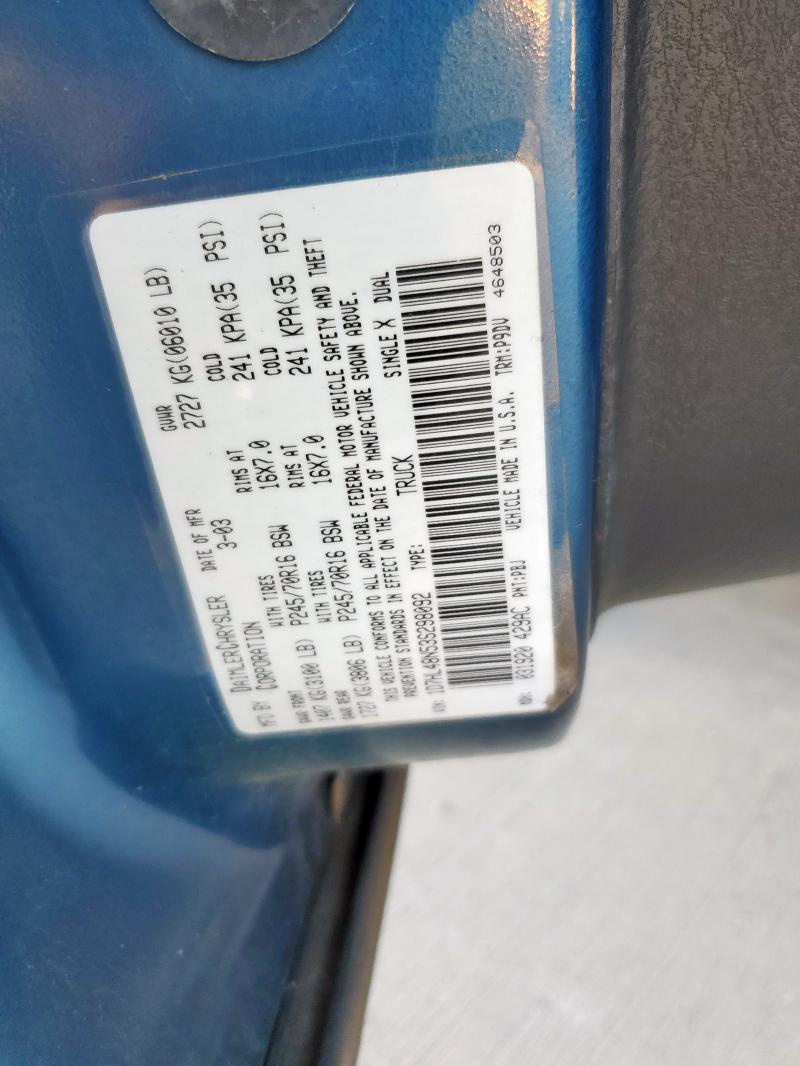 MFD BY DAIMLERCHRYSLER CORPORATION DATE OF MFR 3-03 GVWR 2727 KG(06010 LB)
GAWR FRONT WITH TIRES RIMS AT COLD
1407 KG(3100 LB) P245/70R16 BSW 16X7.0 241 KPA(35 PSI)
GAWR REAR WITH TIRES RIMS AT COLD
1727 KG(3806 LB) P245/70R16 BSW 16X7.0 241 KPA(35 PSI)
THIS VEHICLE CONFORMS TO ALL APPLICABLE FEDERAL MOTOR VEHICLE SAFETY AND THEFT
PREVENTION STANDARDS IN EFFECT ON THE DATE OF MANUFACTURE SHOWN ABOVE.
VIN: 1D7HL48N53S298092 TYPE: TRUCK SINGLE X DUAL
MDH: 031920 429AC PNT:PBJ VEHICLE MADE IN U.S.A. TRM:P9DV 4648503